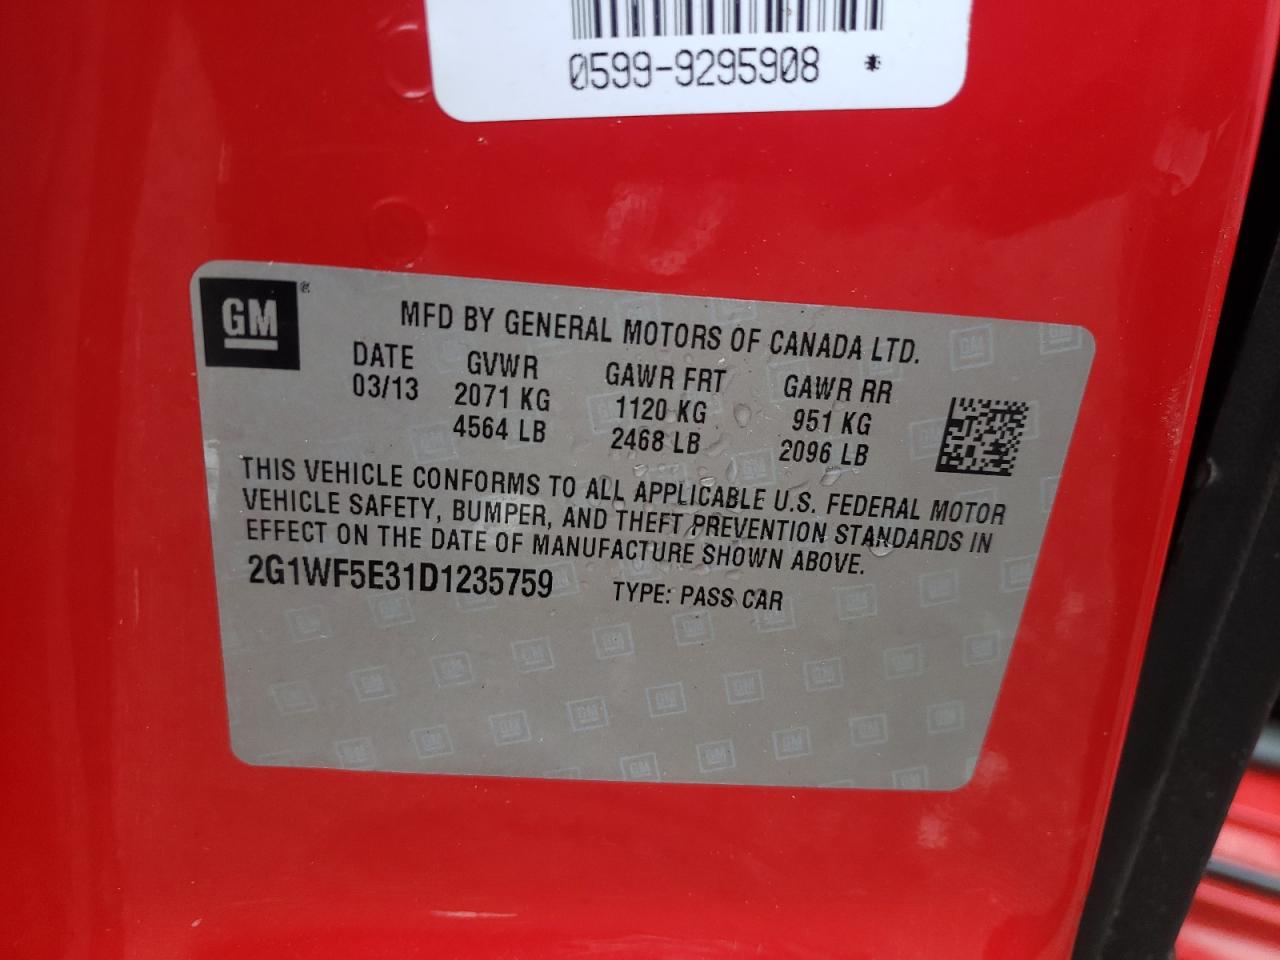 0599-9295908 *
GM®
MFD BY GENERAL MOTORS OF CANADA LTD.
DATE GVWR GAWR FRT GAWR RR
03/13 2071 KG 1120 KG 951 KG
4564 LB 2468 LB 2096 LB
THIS VEHICLE CONFORMS TO ALL APPLICABLE U.S. FEDERAL MOTOR
VEHICLE SAFETY, BUMPER, AND THEFT PREVENTION STANDARDS IN
EFFECT ON THE DATE OF MANUFACTURE SHOWN ABOVE.
2G1WF5E31D1235759 TYPE: PASS CAR